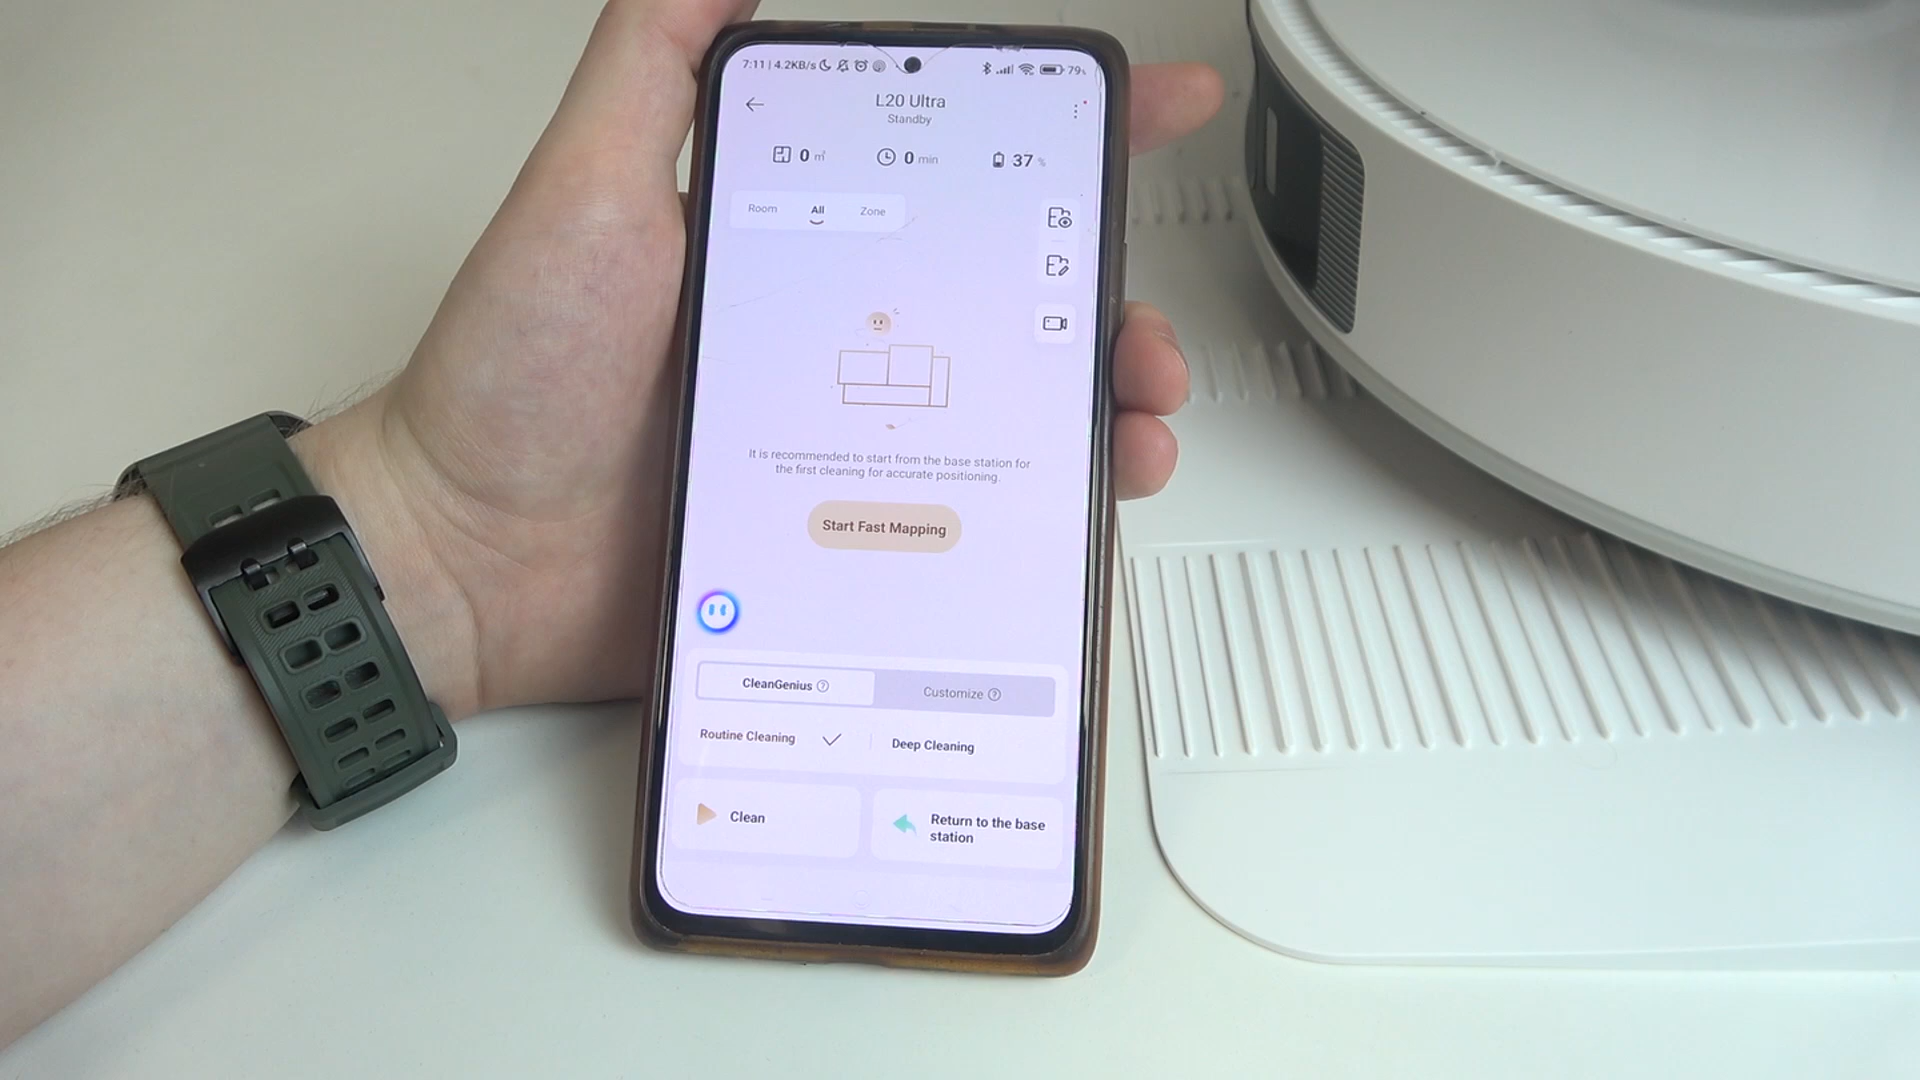 7:11 | 4.2KB/s
79%
L20 Ultra
Standby
0 m²
0 min
37 %
Room
All
Zone
It is recommended to start from the base station for
the first cleaning for accurate positioning.
Start Fast Mapping
CleanGenius ?
Customize ?
Routine Cleaning
Deep Cleaning
Clean
Return to the base
station